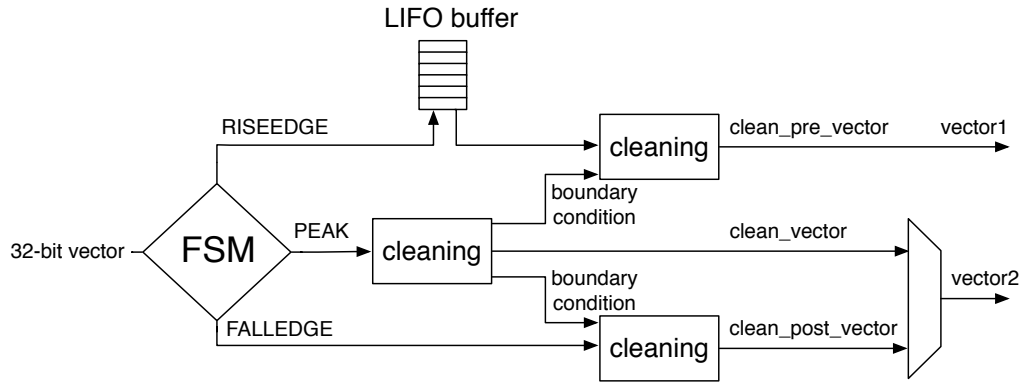 LIFO buffer
RISEEDGE
cleaning
clean_pre_vector
vector1
boundary
condition
32-bit vector
FSM
PEAK
cleaning
clean_vector
boundary
condition
vector2
FALLEDGE
cleaning
clean_post_vector